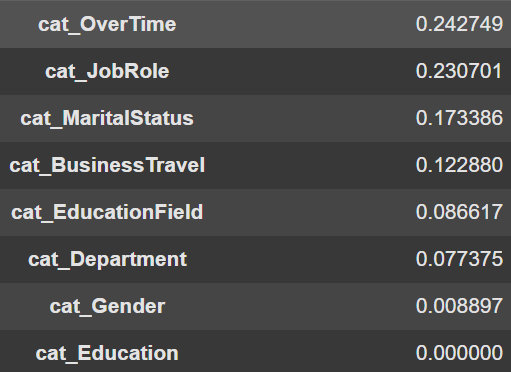 cat_OverTime 0.242749
cat_JobRole 0.230701
cat_MaritalStatus 0.173386
cat_BusinessTravel 0.122880
cat_EducationField 0.086617
cat_Department 0.077375
cat_Gender 0.008897
cat_Education 0.000000